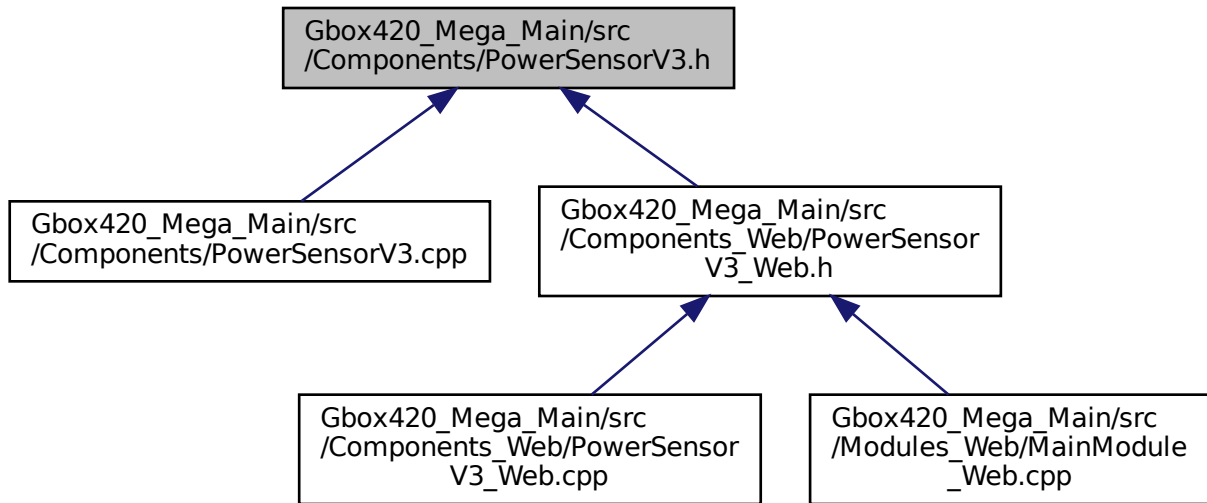 Gbox420_Mega_Main/src
/Components/PowerSensorV3.h
Gbox420_Mega_Main/src
/Components/PowerSensorV3.cpp
Gbox420_Mega_Main/src
/Components_Web/PowerSensor
V3_Web.h
Gbox420_Mega_Main/src
/Components_Web/PowerSensor
V3_Web.cpp
Gbox420_Mega_Main/src
/Modules_Web/MainModule
_Web.cpp